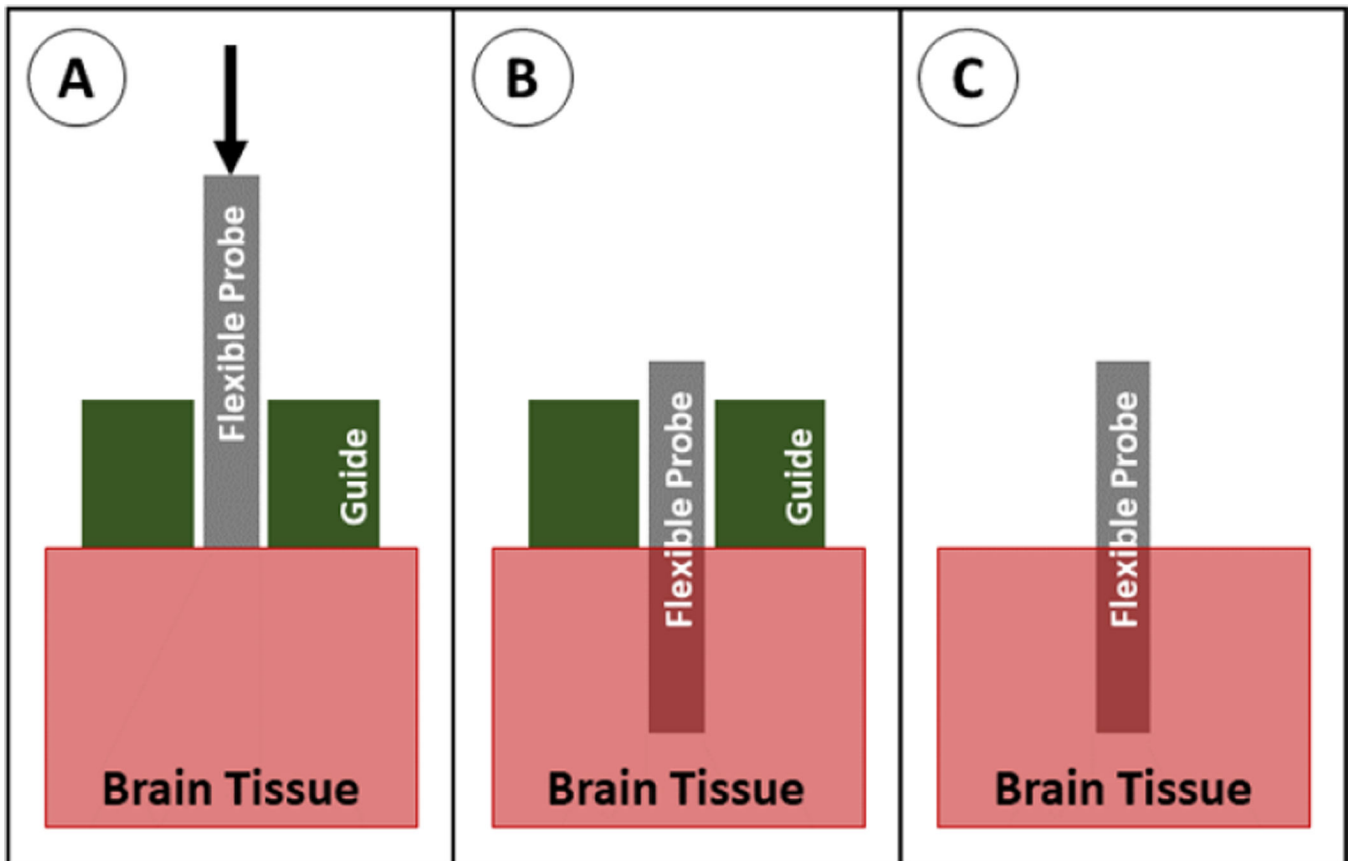 A
Flexible Probe
Guide
Brain Tissue
B
Flexible Probe
Guide
Brain Tissue
C
Flexible Probe
Brain Tissue